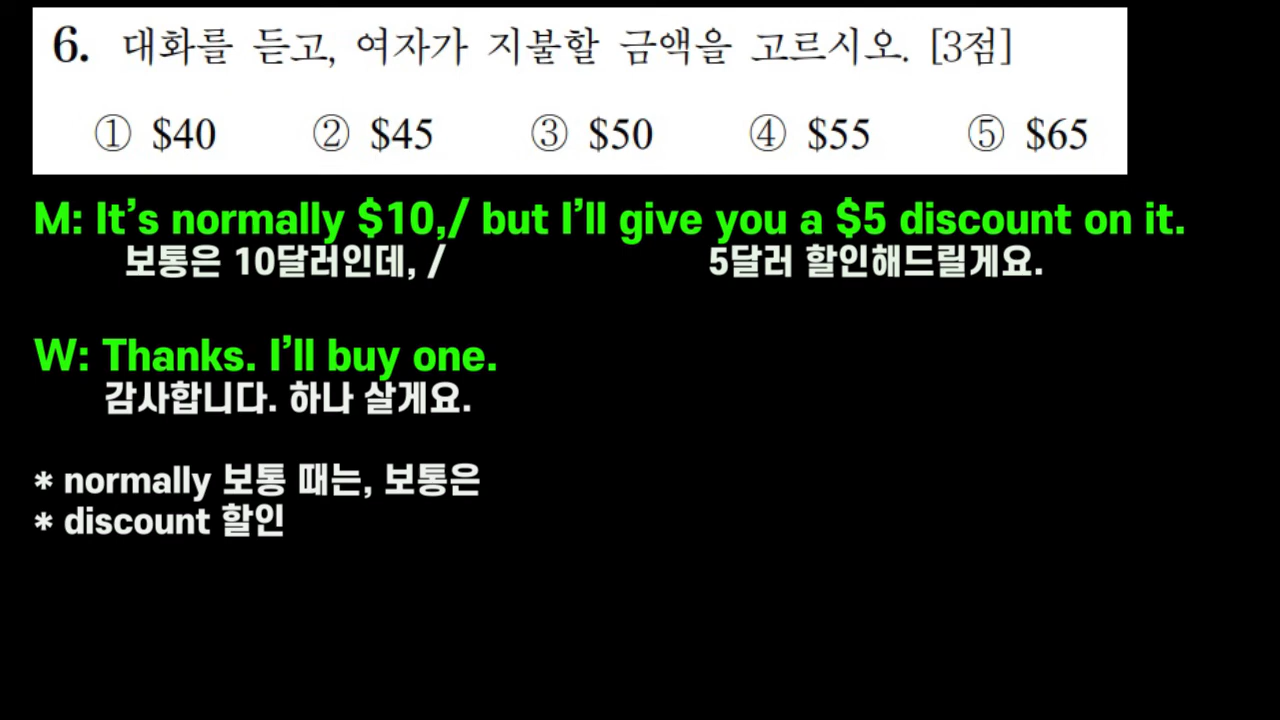 6. 대화를 듣고, 여자가 지불할 금액을 고르시오. [3점]
① $40 ② $45 ③ $50 ④ $55 ⑤ $65
M: It’s normally $10,/ but I’ll give you a $5 discount on it.
보통은 10달러인데, / 5달러 할인해드릴게요.
W: Thanks. I’ll buy one.
감사합니다. 하나 살게요.
* normally 보통 때는, 보통은
* discount 할인